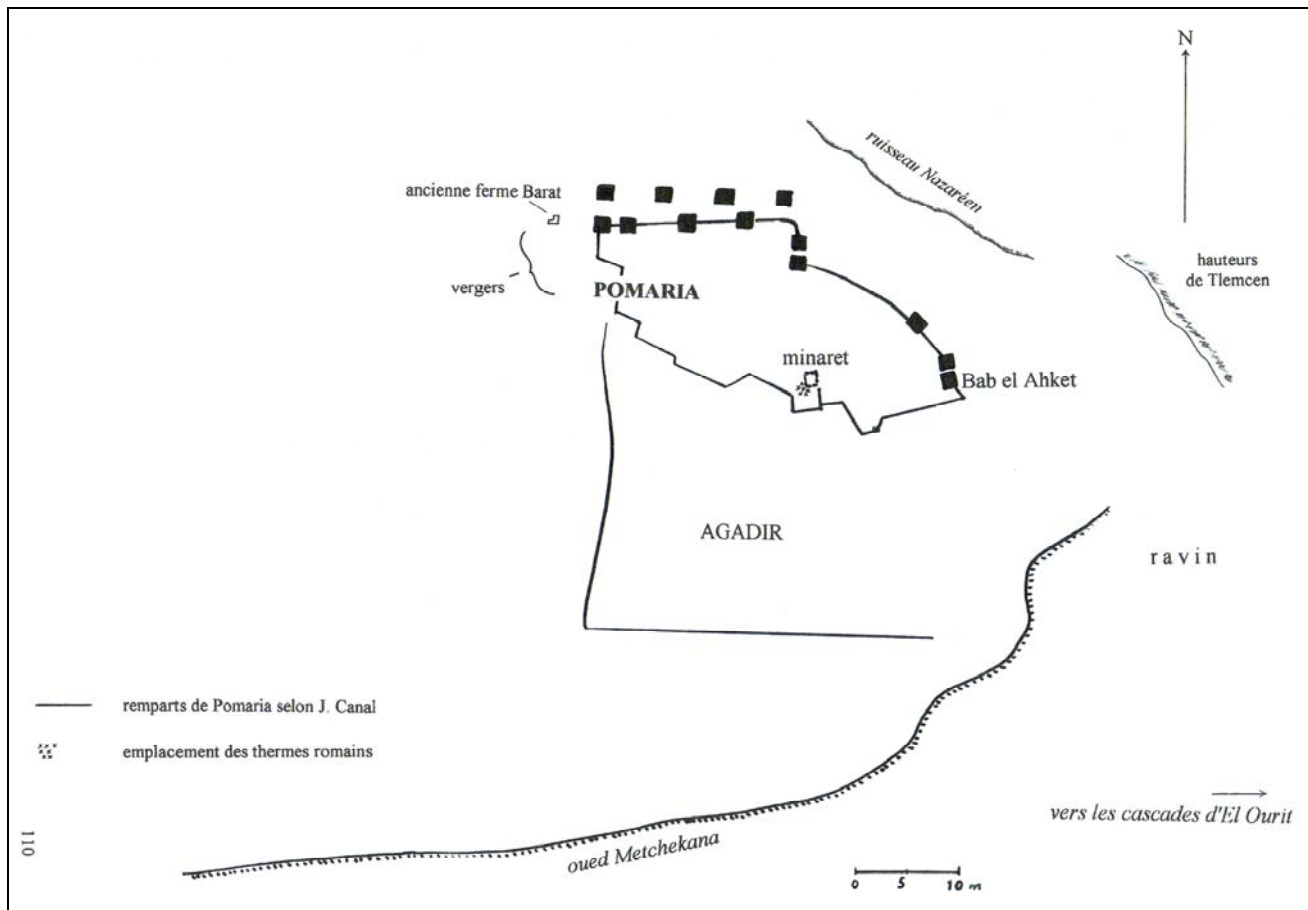 N
ruisseau Nazaréen
ancienne ferme Barat
hauteurs
de Tlemcen
vergers
POMARIA
minaret
Bab el Ahket
AGADIR
ravin
remparts de Pomaria selon J. Canal
emplacement des thermes romains
vers les cascades d'El Ourit
oued Metchekana
110
0 5 10 m